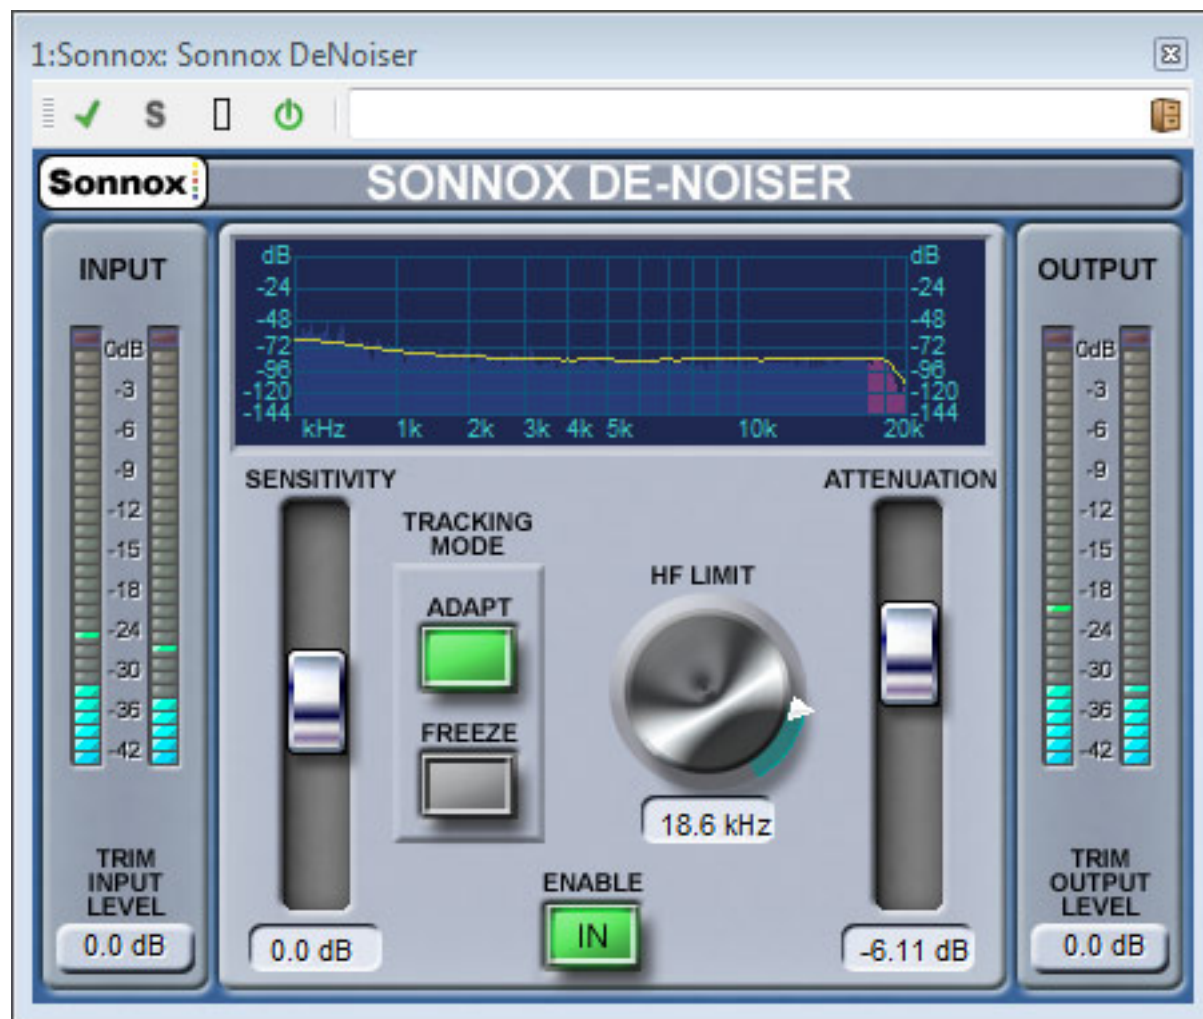 1:Sonnox: Sonnox DeNoiser
S
Sonnox
SONNOX DE-NOISER
INPUT
0dB
-3
-6
-9
-12
-15
-18
-24
-30
-36
-42
TRIM
INPUT
LEVEL
0.0 dB
dB
-24
-48
-72
-96
-120
-144
kHz 1k 2k 3k 4k 5k 10k 20k
dB
-24
-48
-72
-96
-120
-144
SENSITIVITY
0.0 dB
TRACKING
MODE
ADAPT
FREEZE
HF LIMIT
18.6 kHz
ENABLE
IN
ATTENUATION
-6.11 dB
OUTPUT
0dB
-3
-6
-9
-12
-15
-18
-24
-30
-36
-42
TRIM
OUTPUT
LEVEL
0.0 dB